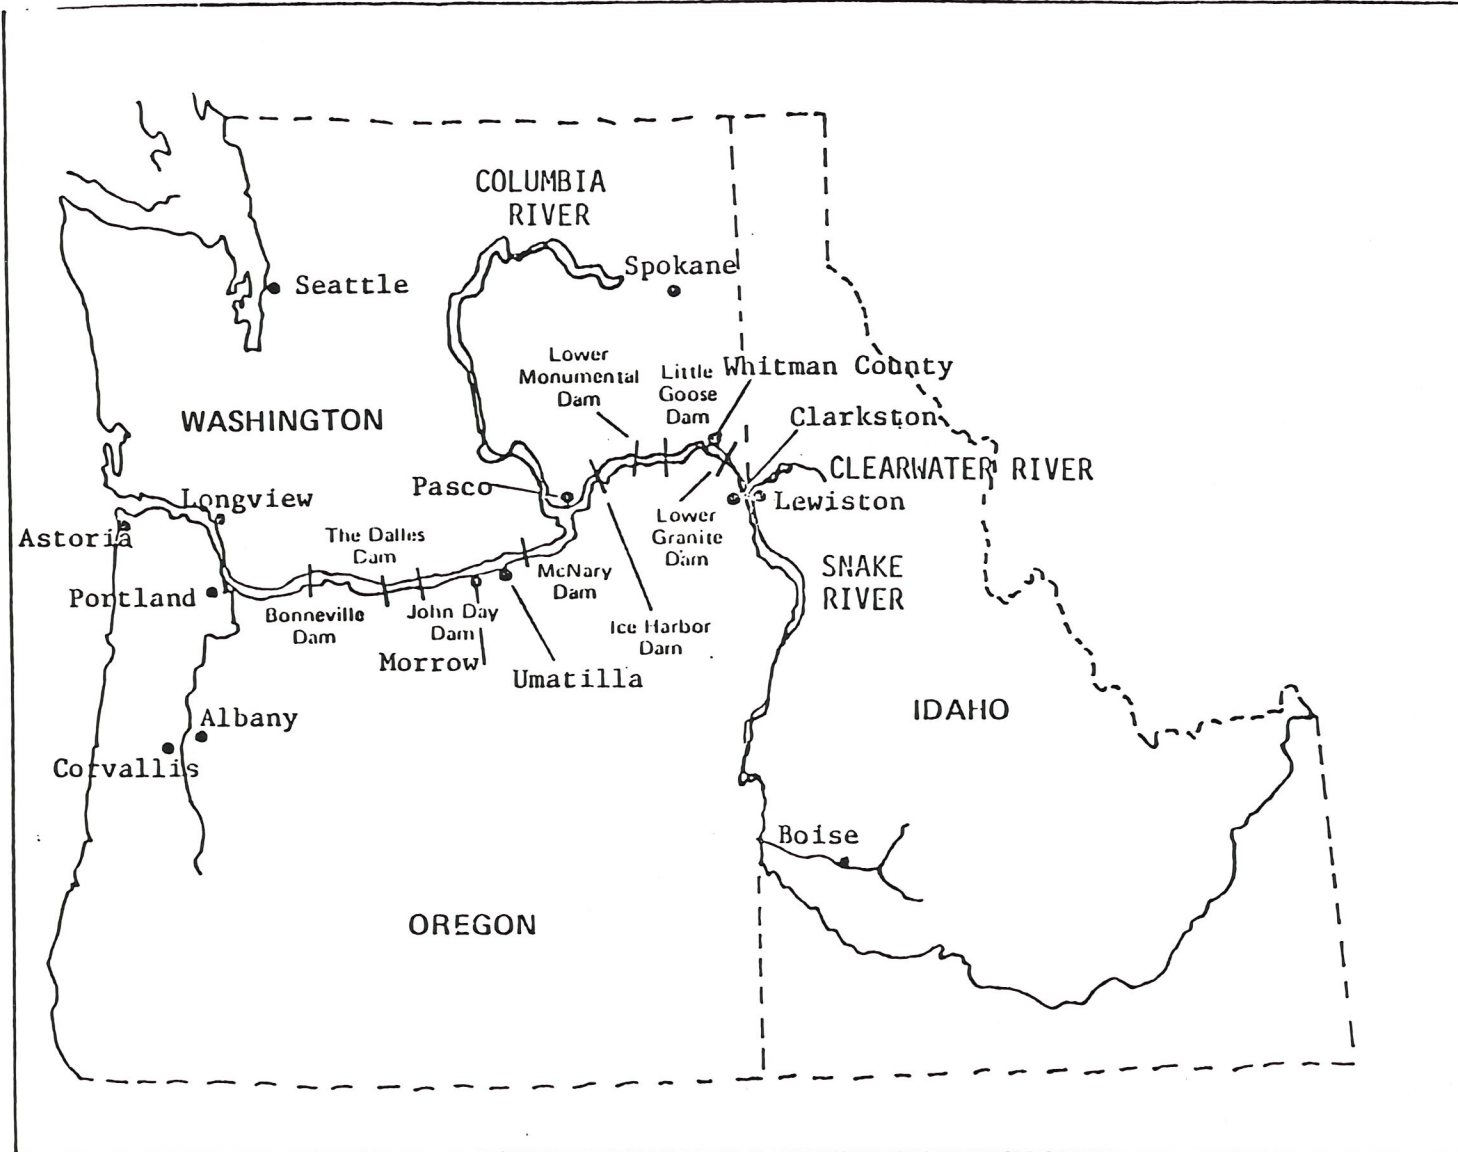 COLUMBIA
RIVER
Spokane
Seattle
Lower
Monumental
Dam
Little
Goose
Dam
Whitman County
WASHINGTON
Clarkston
CLEARWATER RIVER
Pasco
Longview
Lewiston
Astoria
The Dalles
Dam
Lower
Granite
Dam
McNary
Dam
SNAKE
RIVER
Portland
Bonneville
Dam
John Day
Dam
Ice Harbor
Dam
Morrow
Umatilla
Albany
IDAHO
Corvallis
Boise
OREGON